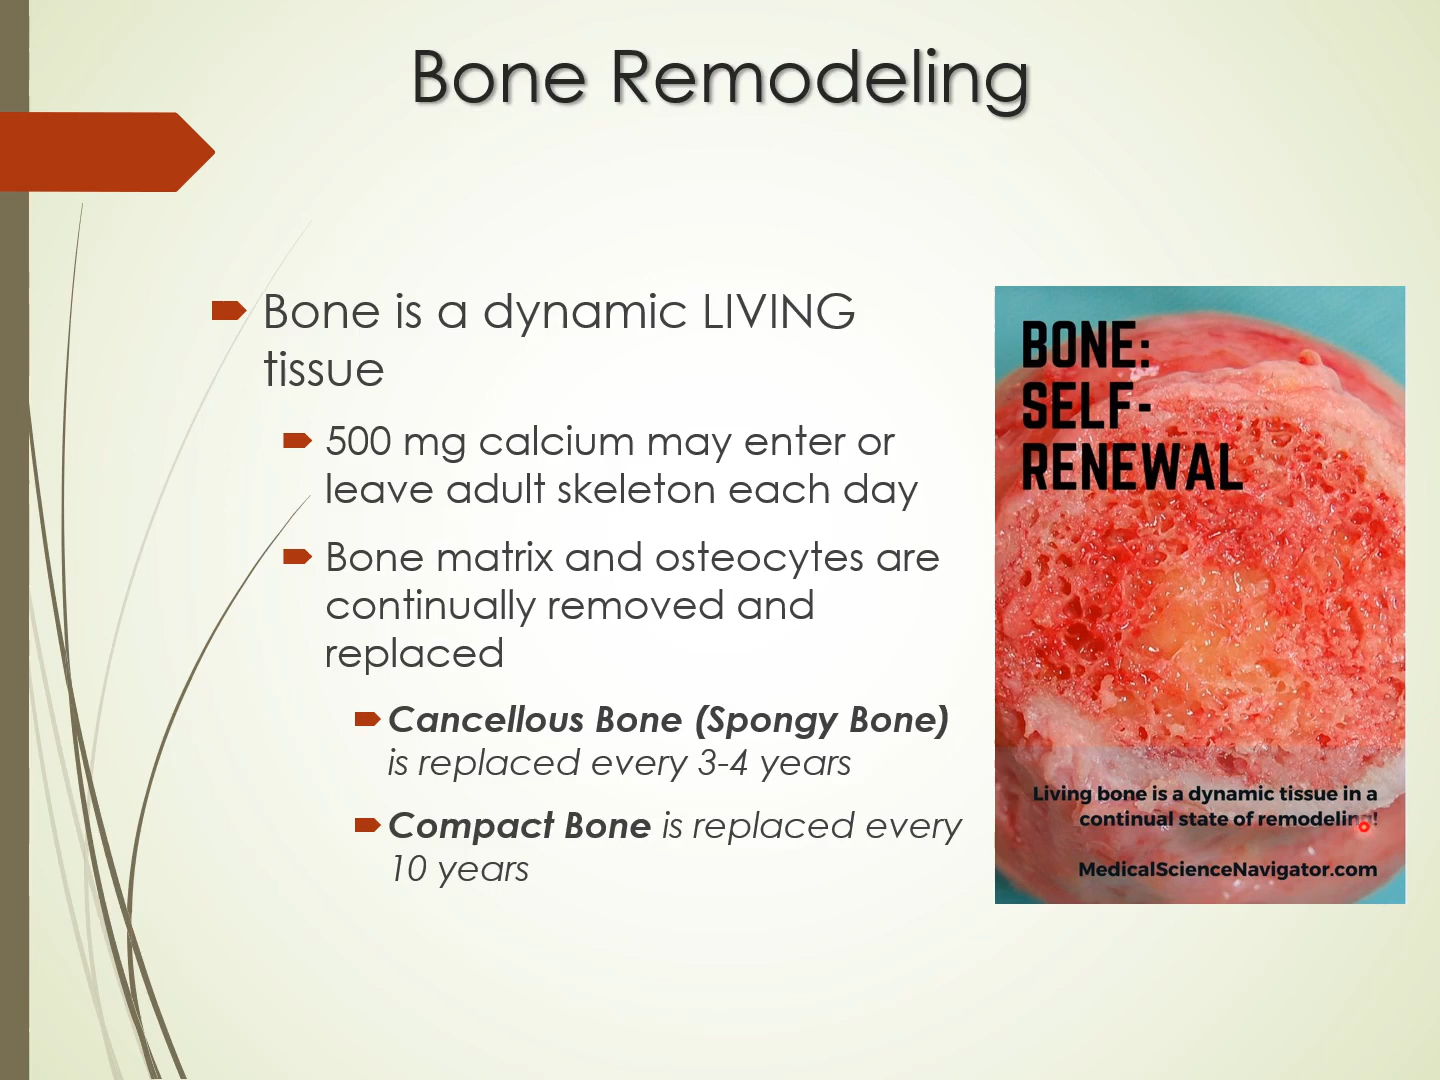 Bone Remodeling
Bone is a dynamic LIVING
tissue
500 mg calcium may enter or
leave adult skeleton each day
Bone matrix and osteocytes are
continually removed and
replaced
Cancellous Bone (Spongy Bone)
is replaced every 3-4 years
Compact Bone is replaced every
10 years
BONE:
SELF-
RENEWAL
Living bone is a dynamic tissue in a
continual state of remodeling!
MedicalScienceNavigator.com